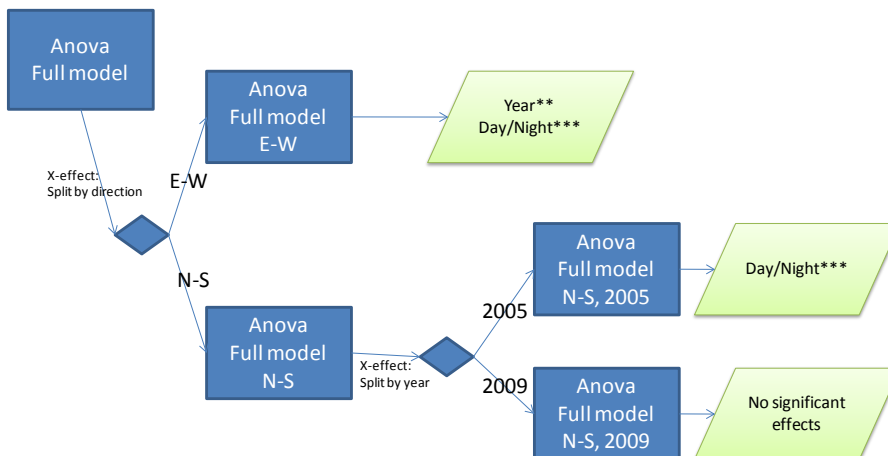 Anova
Full model
X-effect:
Split by direction
E-W
Anova
Full model
E-W
Year**
Day/Night***
N-S
Anova
Full model
N-S
X-effect:
Split by year
2005
Anova
Full model
N-S, 2005
Day/Night***
2009
Anova
Full model
N-S, 2009
No significant
effects